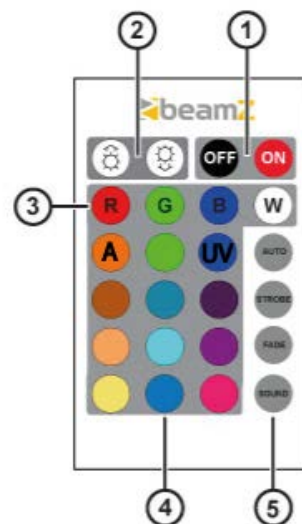 2
1
beamZ
OFF ON
3
R G B W
A UV AUTO
STROBE
FADE
SOUND
4
5